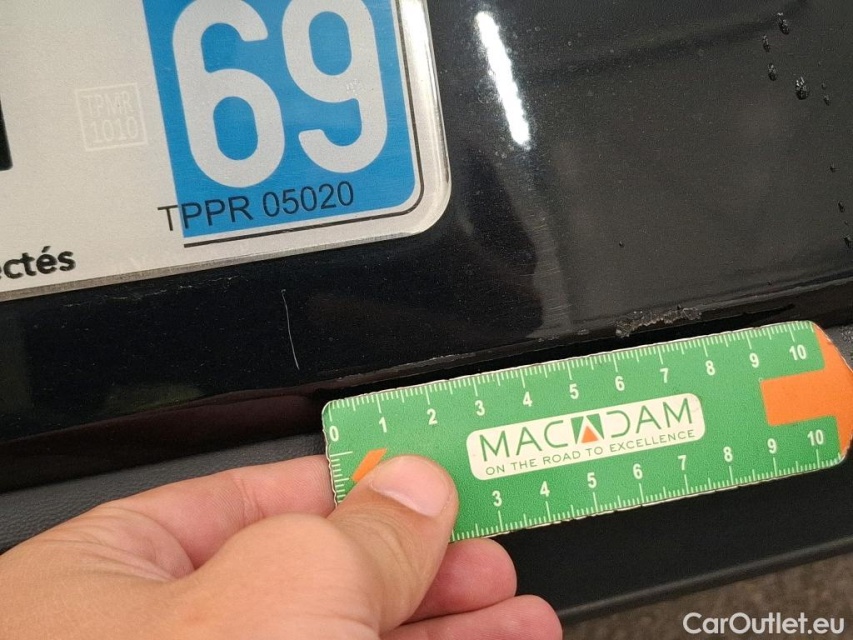 69
TPMR
1010
TPPR 05020
ectés
0 1 2 3 4 5 6 7 8 9 10
MACADAM
ON THE ROAD TO EXCELLENCE
3 4 5 6 7 8 9 10
CarOutlet.eu